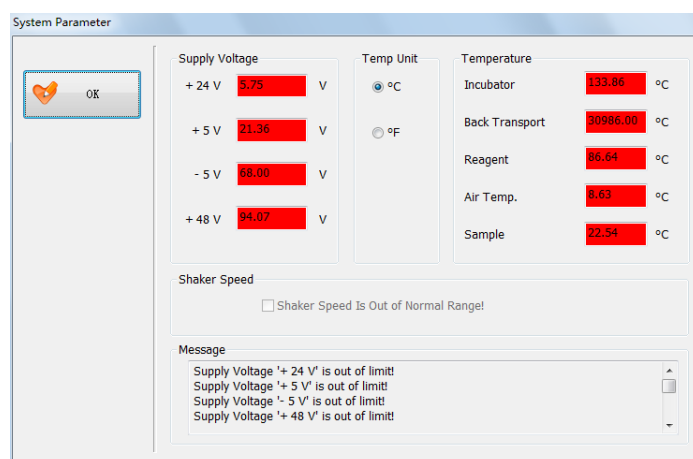 System Parameter
OK
Supply Voltage
+ 24 V 5.75 V
+ 5 V 21.36 V
- 5 V 68.00 V
+ 48 V 94.07 V
Temp Unit
°C
°F
Temperature
Incubator 133.86 °C
Back Transport 30986.00 °C
Reagent 86.64 °C
Air Temp. 8.63 °C
Sample 22.54 °C
Shaker Speed
Shaker Speed Is Out of Normal Range!
Message
Supply Voltage '+ 24 V' is out of limit!
Supply Voltage '+ 5 V' is out of limit!
Supply Voltage '- 5 V' is out of limit!
Supply Voltage '+ 48 V' is out of limit!